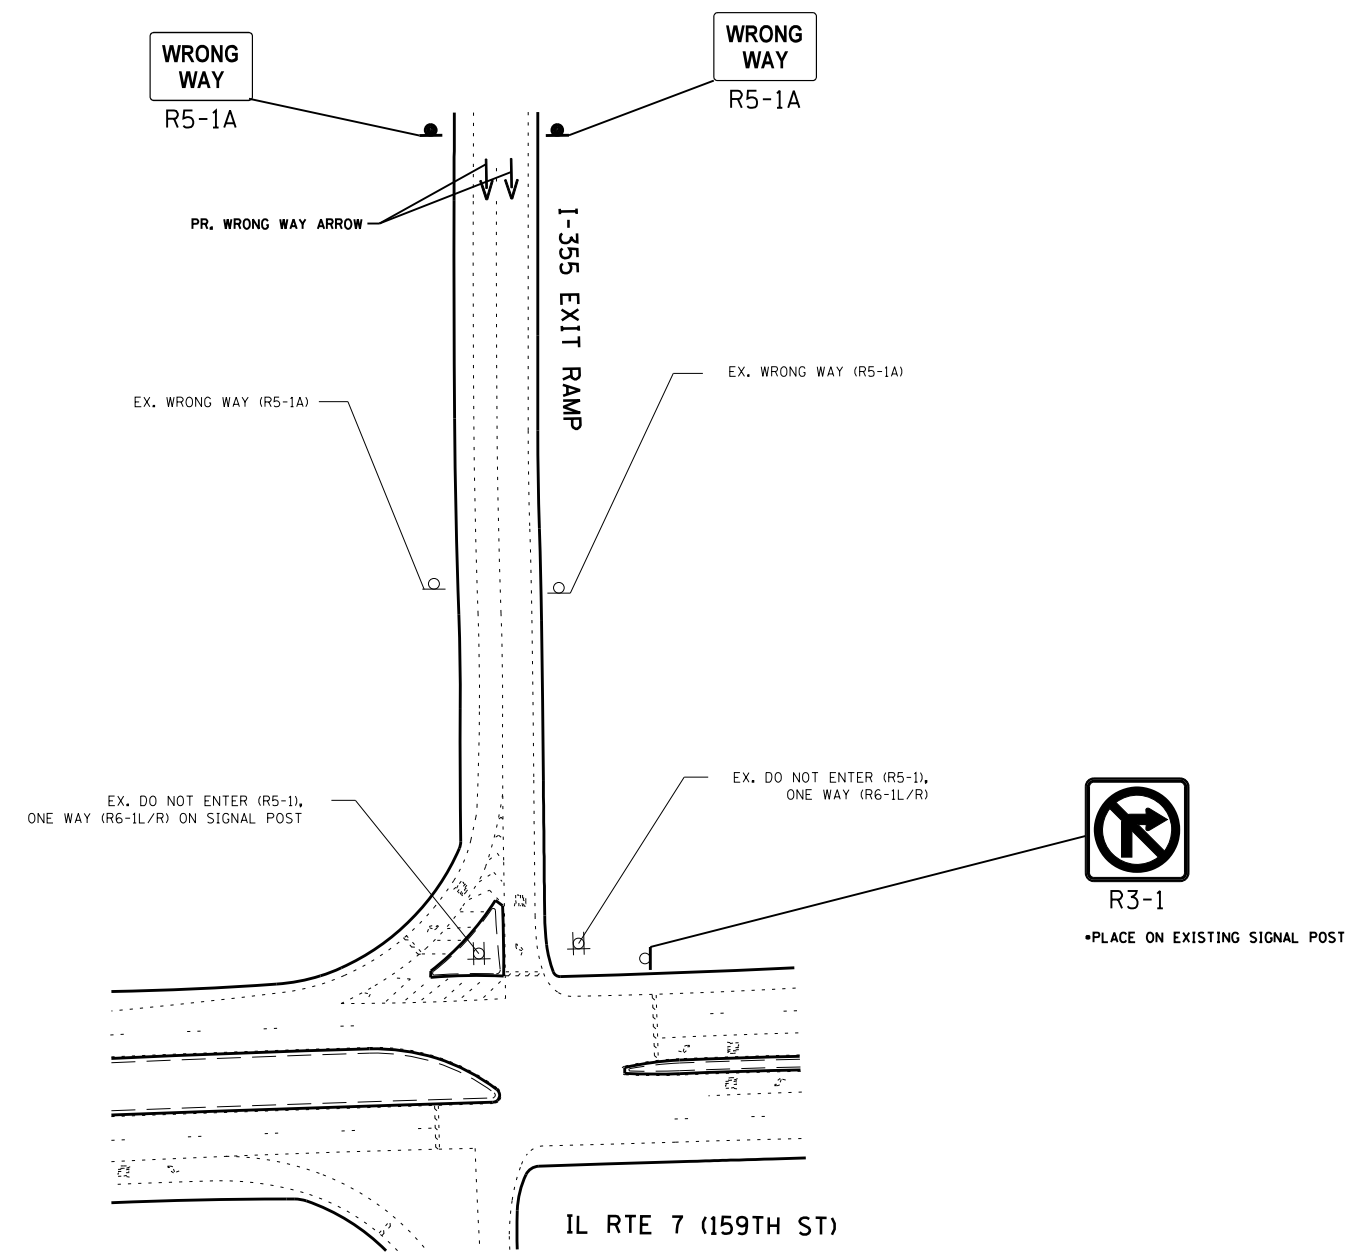 WRONG
WAY
R5-1A
WRONG
WAY
R5-1A
PR. WRONG WAY ARROW
I-355 EXIT RAMP
EX. WRONG WAY (R5-1A)
EX. WRONG WAY (R5-1A)
EX. DO NOT ENTER (R5-1),
ONE WAY (R6-1L/R)
EX. DO NOT ENTER (R5-1),
ONE WAY (R6-1L/R) ON SIGNAL POST
R3-1
•PLACE ON EXISTING SIGNAL POST
IL RTE 7 (159TH ST)